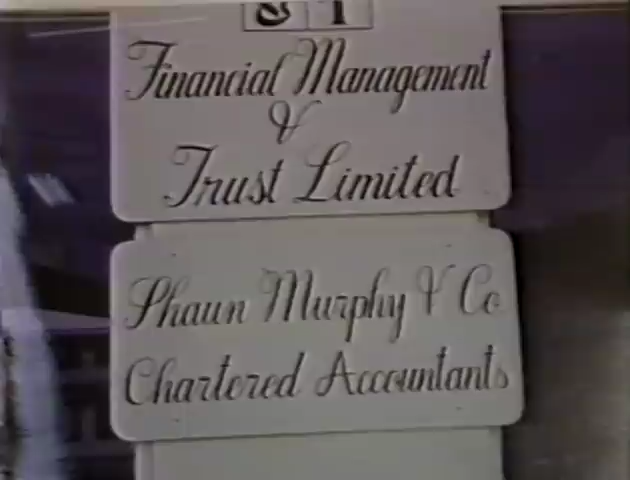 Financial Management
&
Trust Limited
Shaun Murphy & Co
Chartered Accountants